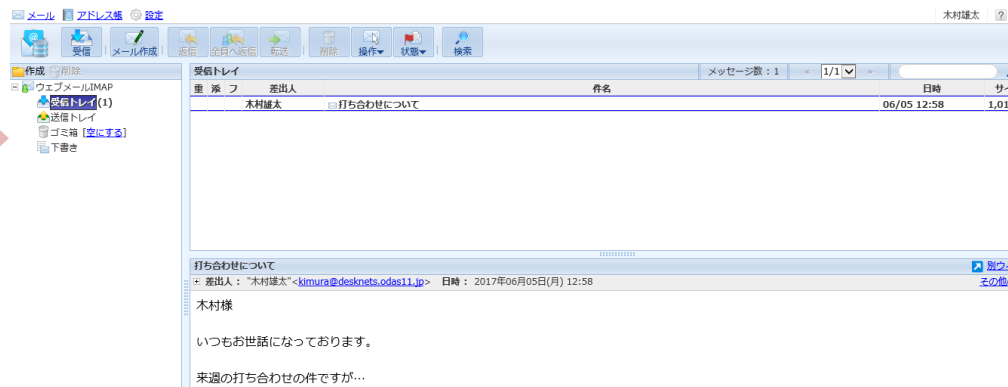 メール アドレス帳 設定 木村雄太 ?
受信 メール作成 返信 全員へ返信 転送 削除 操作▾ 状態▾ 検索
作成 削除 受信トレイ メッセージ数：1 « 1/1 »
ウェブメールIMAP
受信トレイ(1)
送信トレイ
ゴミ箱 [空にする]
下書き
重 添 フ 差出人 件名 日時 サイ
木村雄太 打ち合わせについて 06/05 12:58 1,01
打ち合わせについて 別ウィ
差出人： "木村雄太"<kimura@desknets.odas11.jp> 日時： 2017年06月05日(月) 12:58 その他
木村様
いつもお世話になっております。
来週の打ち合わせの件ですが…